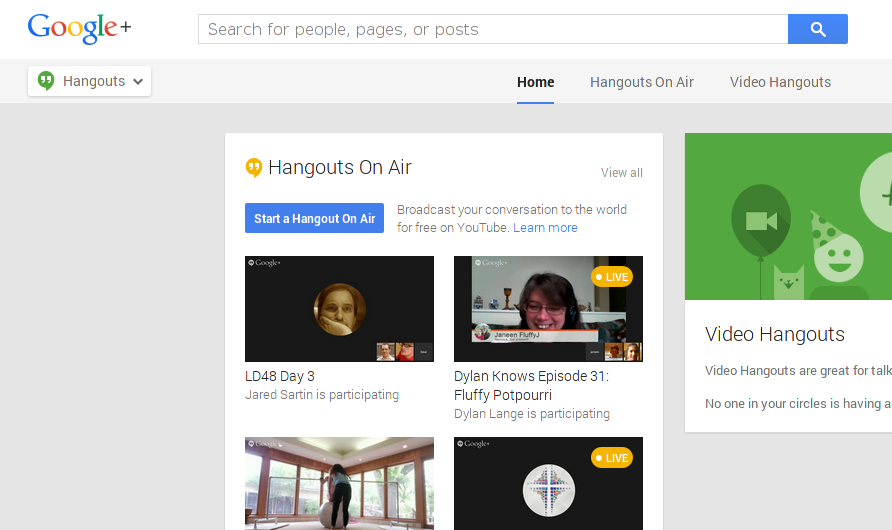 Google+
Search for people, pages, or posts
Hangouts
Home
Hangouts On Air
Video Hangouts
Hangouts On Air
View all
Start a Hangout On Air
Broadcast your conversation to the world
for free on YouTube. Learn more
Google+
Google+
LIVE
Janeen FluffyJ
LD48 Day 3
Jared Sartin is participating
Dylan Knows Episode 31:
Fluffy Potpourri
Dylan Lange is participating
Google+
Google+
LIVE
Video Hangouts
Video Hangouts are great for talk
No one in your circles is having a